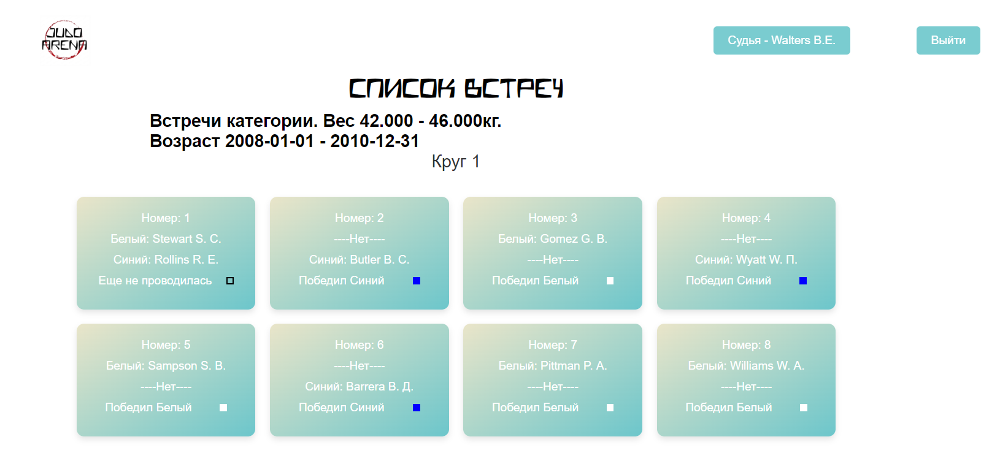 JUDO
ARENA
Судья - Walters B.E.
Выйти
СПИСОК ВСТРЕЧ
Встречи категории. Вес 42.000 - 46.000кг.
Возраст 2008-01-01 - 2010-12-31
Круг 1
Номер: 1
Белый: Stewart S. C.
Синий: Rollins R. E.
Еще не проводилась
Номер: 2
----Нет----
Синий: Butler B. C.
Победил Синий
Номер: 3
Белый: Gomez G. B.
----Нет----
Победил Белый
Номер: 4
----Нет----
Синий: Wyatt W. П.
Победил Синий
Номер: 5
Белый: Sampson S. B.
----Нет----
Победил Белый
Номер: 6
----Нет----
Синий: Barrera B. Д.
Победил Синий
Номер: 7
Белый: Pittman P. A.
----Нет----
Победил Белый
Номер: 8
Белый: Williams W. A.
----Нет----
Победил Белый